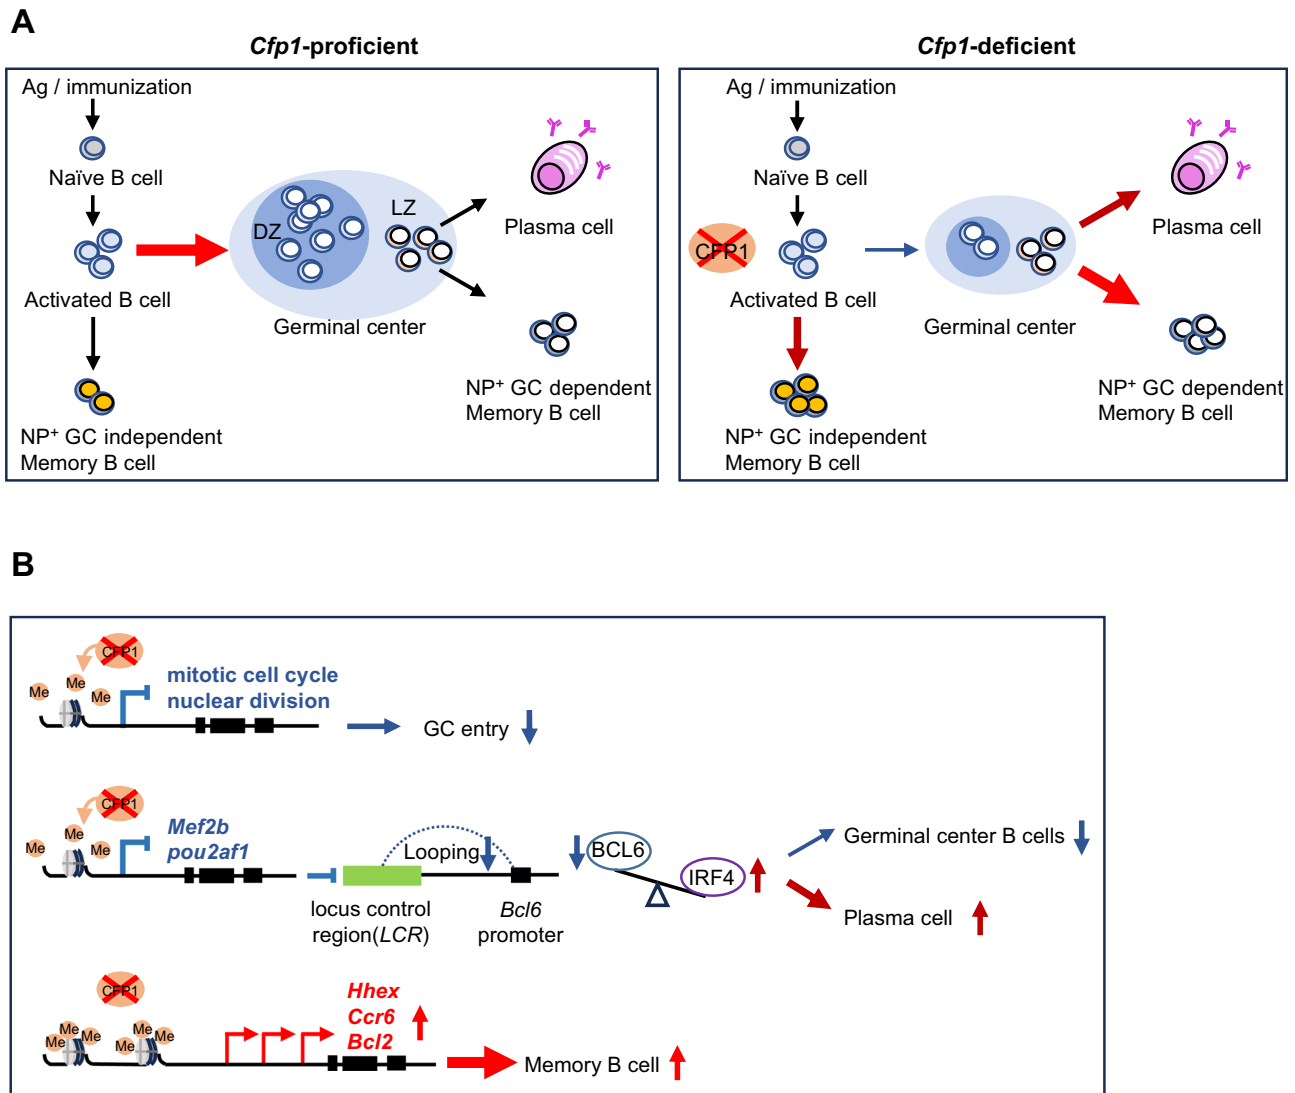 A
Cfp1-proficient
Ag / immunization
Naïve B cell
DZ
LZ
Plasma cell
Activated B cell
Germinal center
NP+ GC dependent
Memory B cell
NP+ GC independent
Memory B cell
Cfp1-deficient
Ag / immunization
Naïve B cell
CFP1
Plasma cell
Activated B cell
Germinal center
NP+ GC dependent
Memory B cell
NP+ GC independent
Memory B cell
B
CFP1
Me
Me
Me
mitotic cell cycle
nuclear division
GC entry
CFP1
Me
Me
Me
Mef2b
pou2af1
Looping
BCL6
IRF4
Germinal center B cells
Plasma cell
locus control
region(LCR)
Bcl6
promoter
CFP1
Me
Me
Me
Me
Me
Me
Hhex
Ccr6
Bcl2
Memory B cell